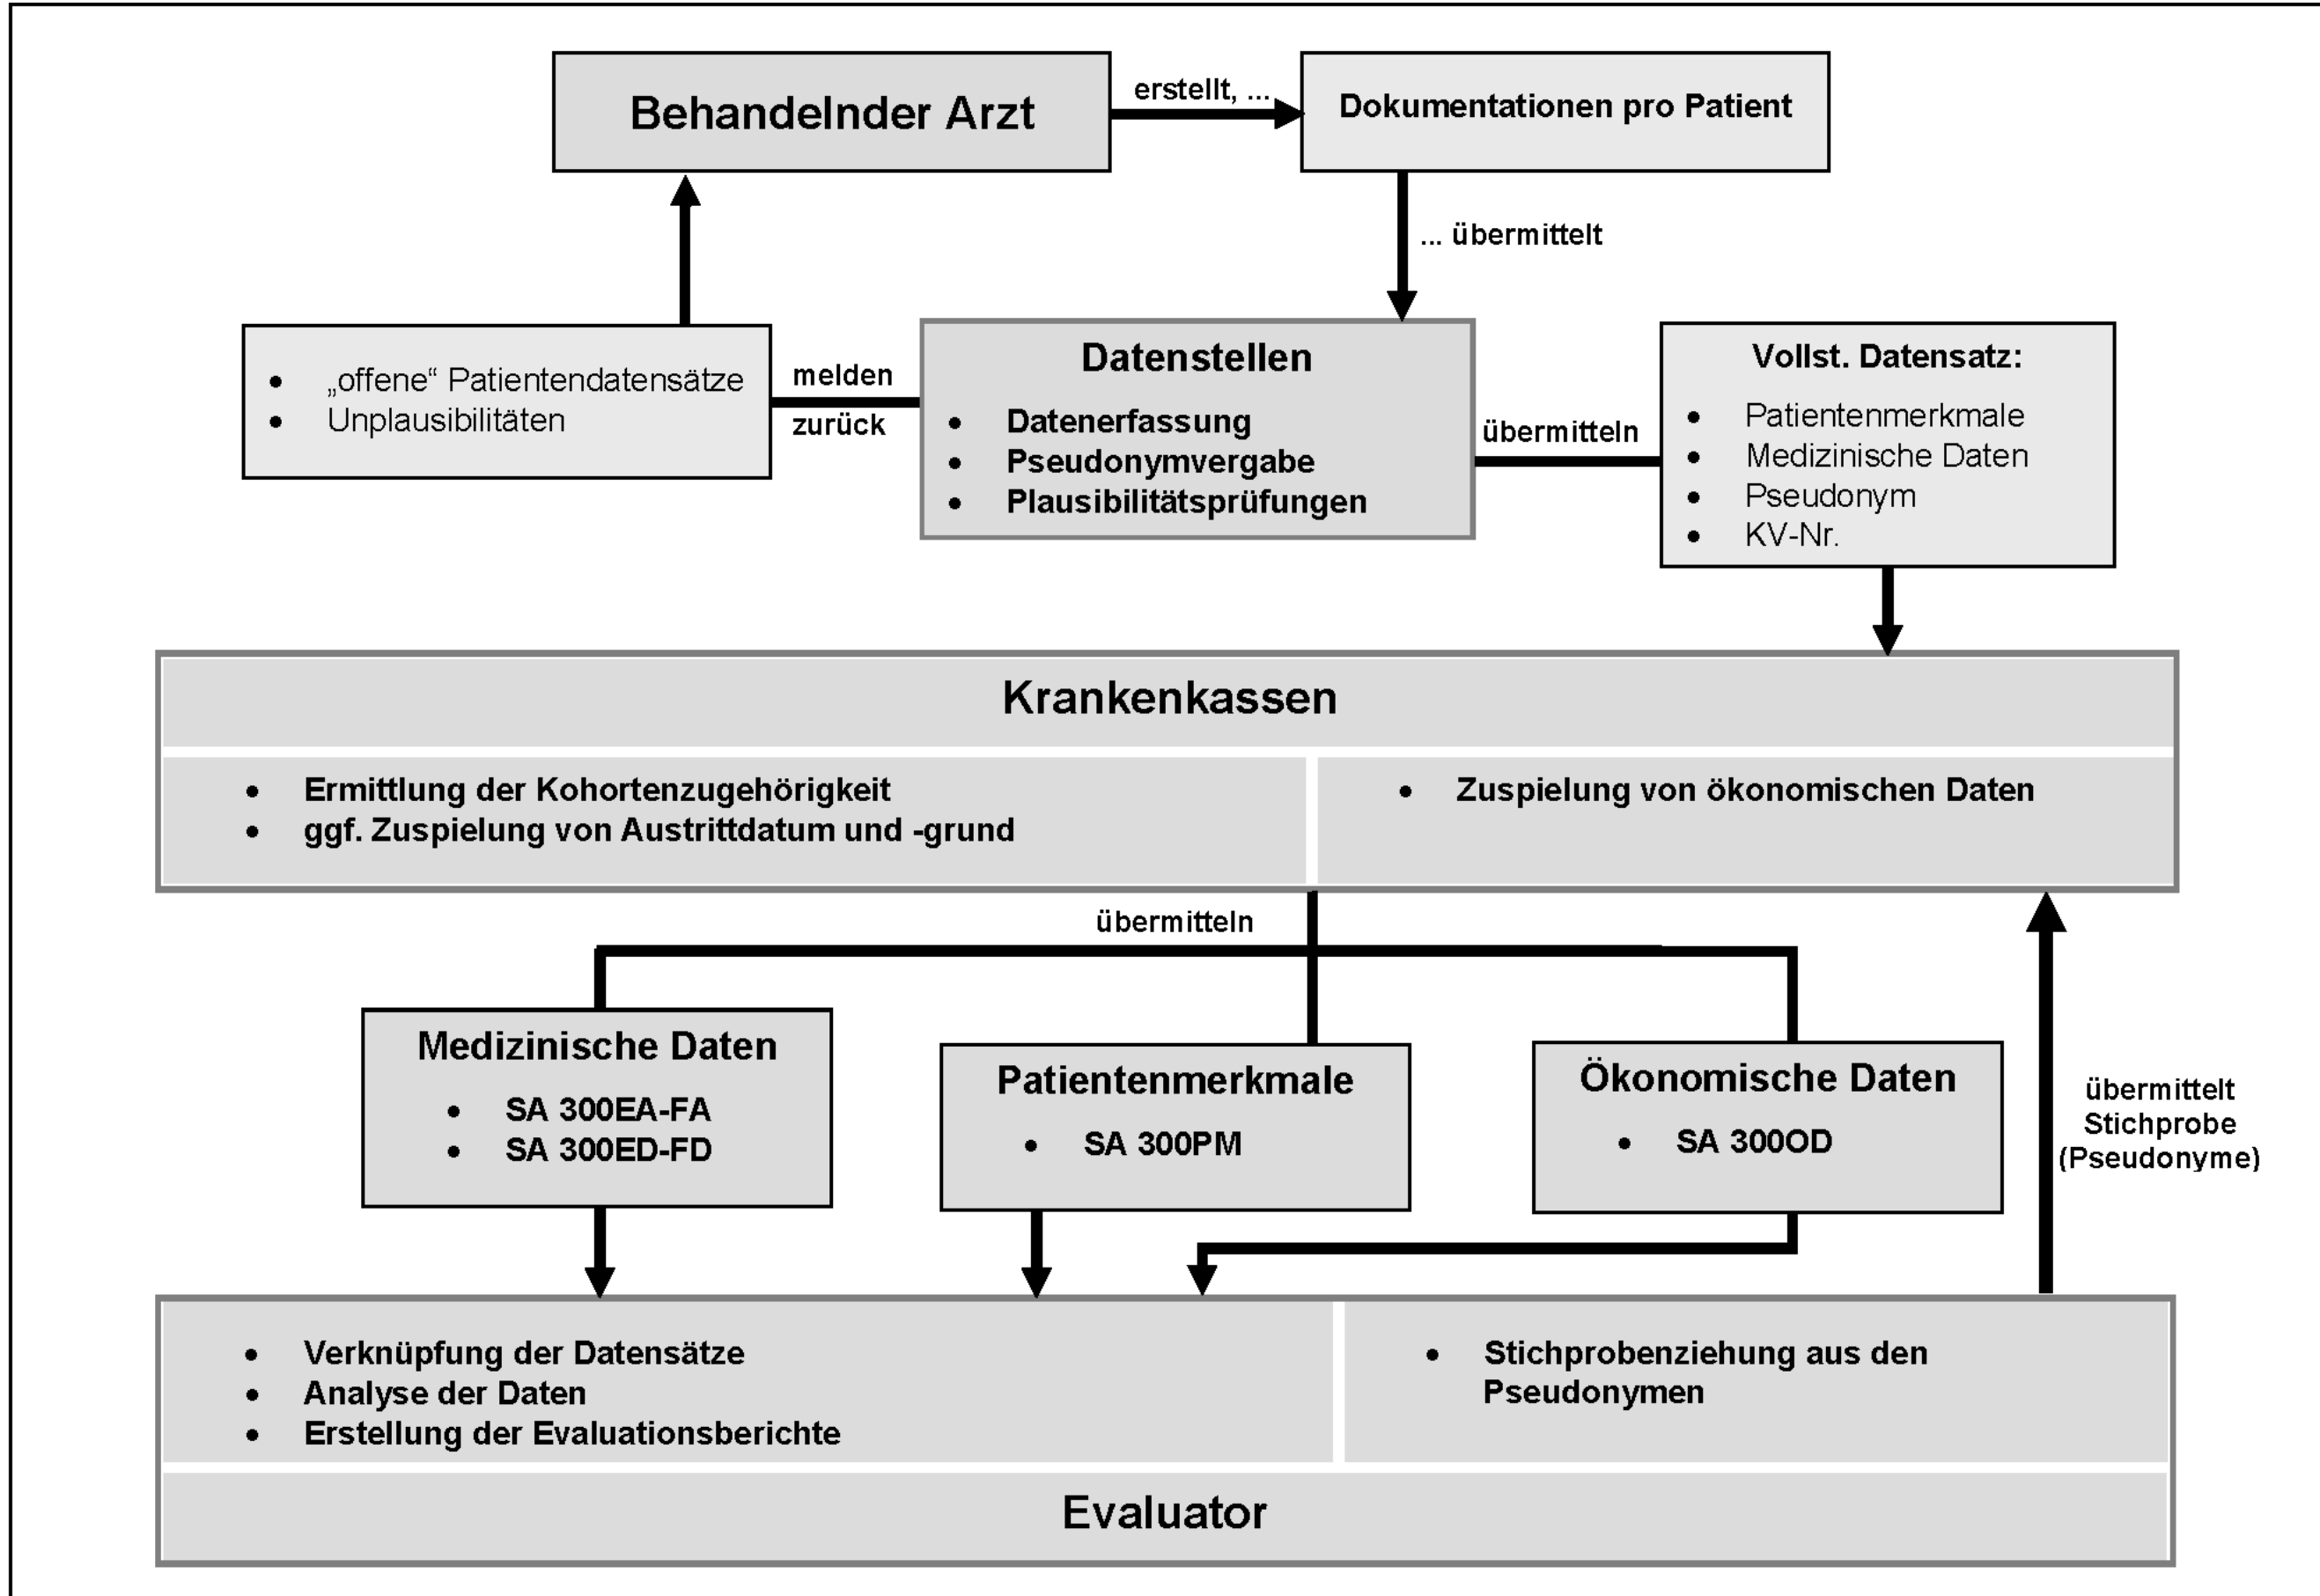 Behandelnder Arzt
erstellt, ...
Dokumentationen pro Patient
... übermittelt
„offene“ Patientendatensätze
Unplausibilitäten
melden
zurück
Datenstellen
Datenerfassung
Pseudonymvergabe
Plausibilitätsprüfungen
übermitteln
Vollst. Datensatz:
Patientenmerkmale
Medizinische Daten
Pseudonym
KV-Nr.
Krankenkassen
Ermittlung der Kohortenzugehörigkeit
ggf. Zuspielung von Austrittdatum und -grund
Zuspielung von ökonomischen Daten
übermitteln
Medizinische Daten
SA 300EA-FA
SA 300ED-FD
Patientenmerkmale
SA 300PM
Ökonomische Daten
SA 300OD
übermittelt
Stichprobe
(Pseudonyme)
Verknüpfung der Datensätze
Analyse der Daten
Erstellung der Evaluationsberichte
Stichprobenziehung aus den
Pseudonymen
Evaluator